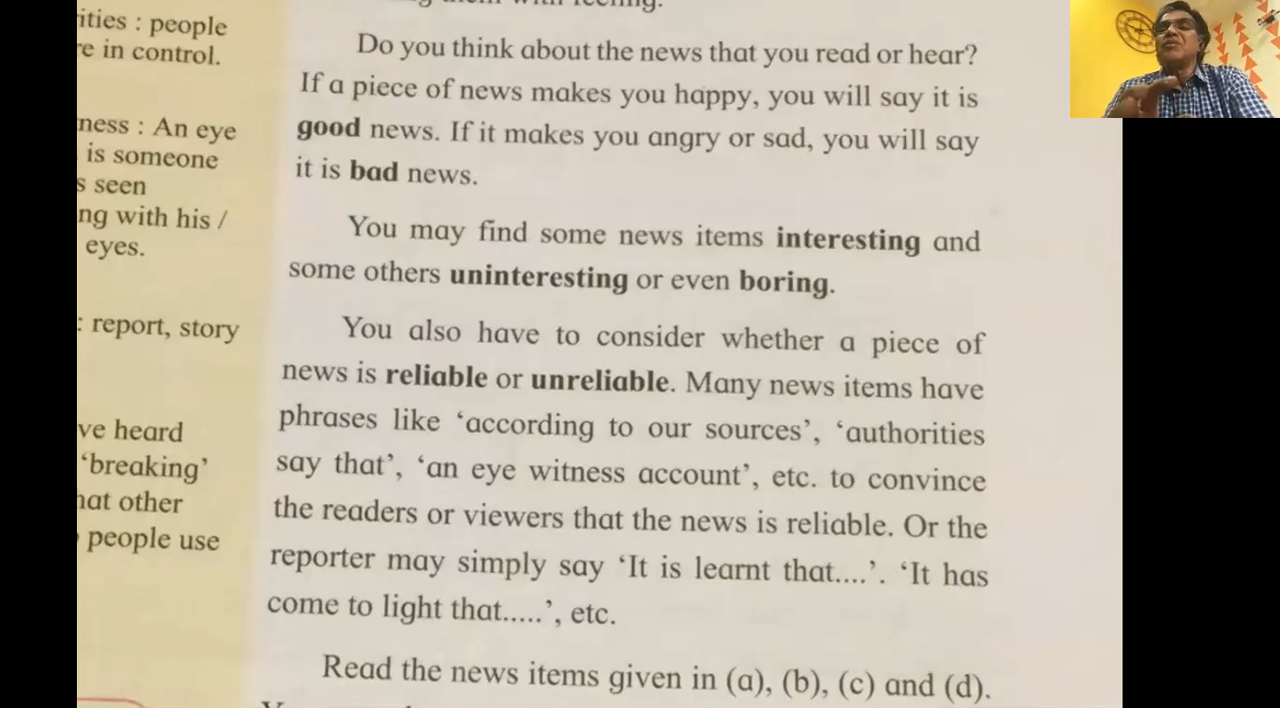 ities : people
re in control.
ness : An eye
is someone
s seen
ng with his /
eyes.
: report, story
ve heard
‘breaking’
hat other
people use
with feeling.
Do you think about the news that you read or hear?
If a piece of news makes you happy, you will say it is
good news. If it makes you angry or sad, you will say
it is bad news.
You may find some news items interesting and
some others uninteresting or even boring.
You also have to consider whether a piece of
news is reliable or unreliable. Many news items have
phrases like ‘according to our sources’, ‘authorities
say that’, ‘an eye witness account’, etc. to convince
the readers or viewers that the news is reliable. Or the
reporter may simply say ‘It is learnt that....’. ‘It has
come to light that.....’, etc.
Read the news items given in (a), (b), (c) and (d).